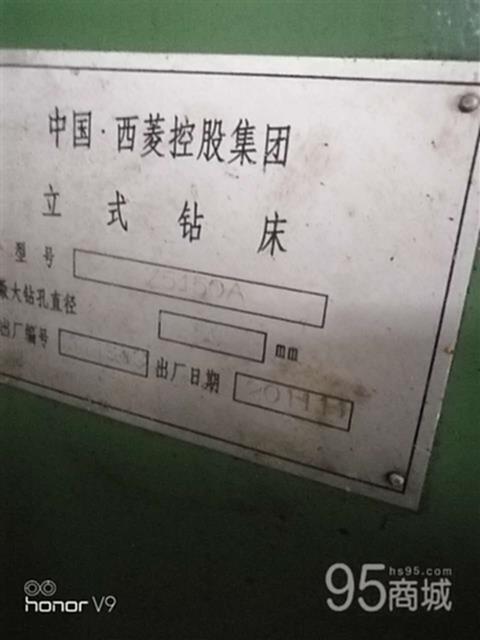 中国·西菱控股集团
立式钻床
型号 Z5150A
最大钻孔直径 mm
出厂编号 出厂日期
honor V9
hs95.com
95商城